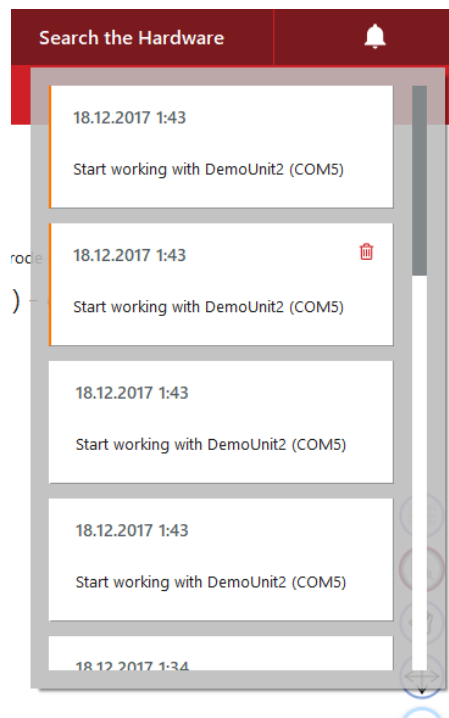 Search the Hardware
18.12.2017 1:43
Start working with DemoUnit2 (COM5)
rode
18.12.2017 1:43
) -
Start working with DemoUnit2 (COM5)
18.12.2017 1:43
Start working with DemoUnit2 (COM5)
18.12.2017 1:43
Start working with DemoUnit2 (COM5)
18.12.2017 1:34